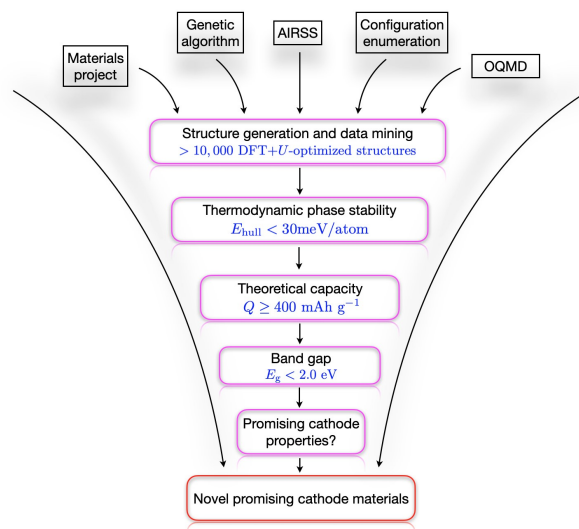 Genetic
algorithm
AIRSS
Configuration
enumeration
Materials
project
OQMD
Structure generation and data mining
> 10,000 DFT+U-optimized structures
Thermodynamic phase stability
E_hull < 30meV/atom
Theoretical capacity
Q ≥ 400 mAh g⁻¹
Band gap
E_g < 2.0 eV
Promising cathode
properties?
Novel promising cathode materials